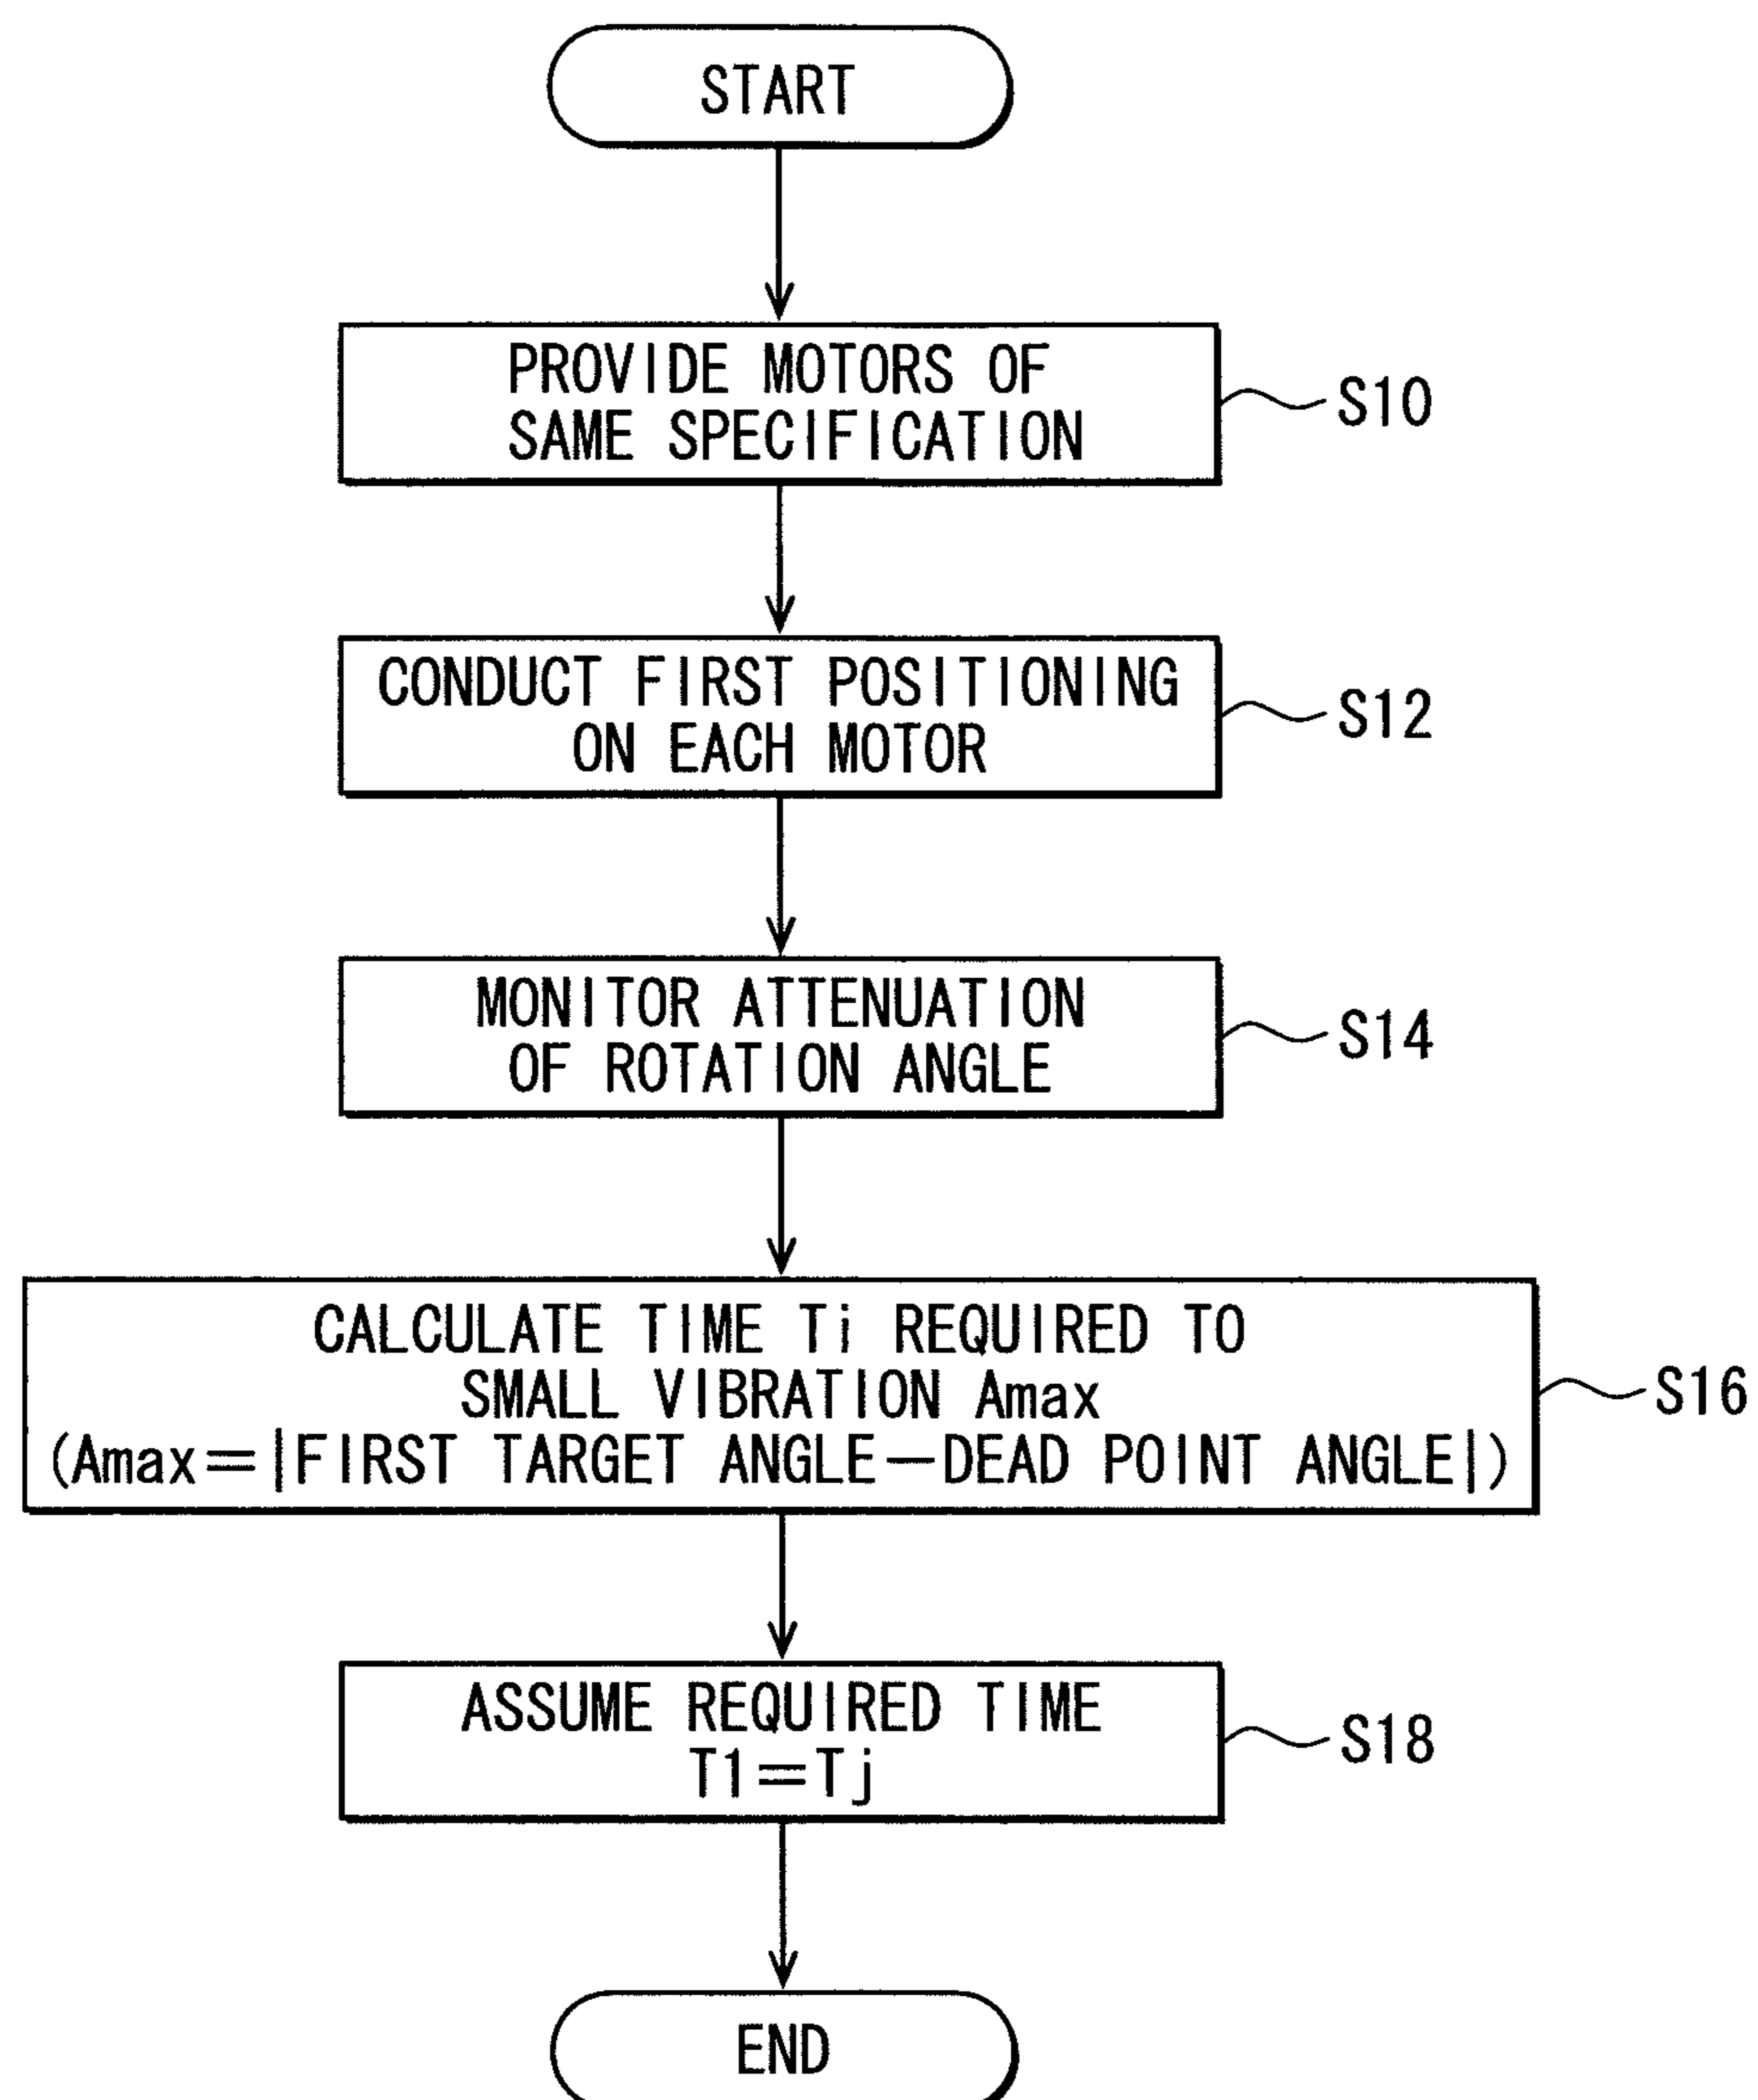 START
PROVIDE MOTORS OF
SAME SPECIFICATION
S10
CONDUCT FIRST POSITIONING
ON EACH MOTOR
S12
MONITOR ATTENUATION
OF ROTATION ANGLE
S14
CALCULATE TIME Ti REQUIRED TO
SMALL VIBRATION Amax
(Amax=|FIRST TARGET ANGLE—DEAD POINT ANGLE|)
S16
ASSUME REQUIRED TIME
T1=Tj
S18
END